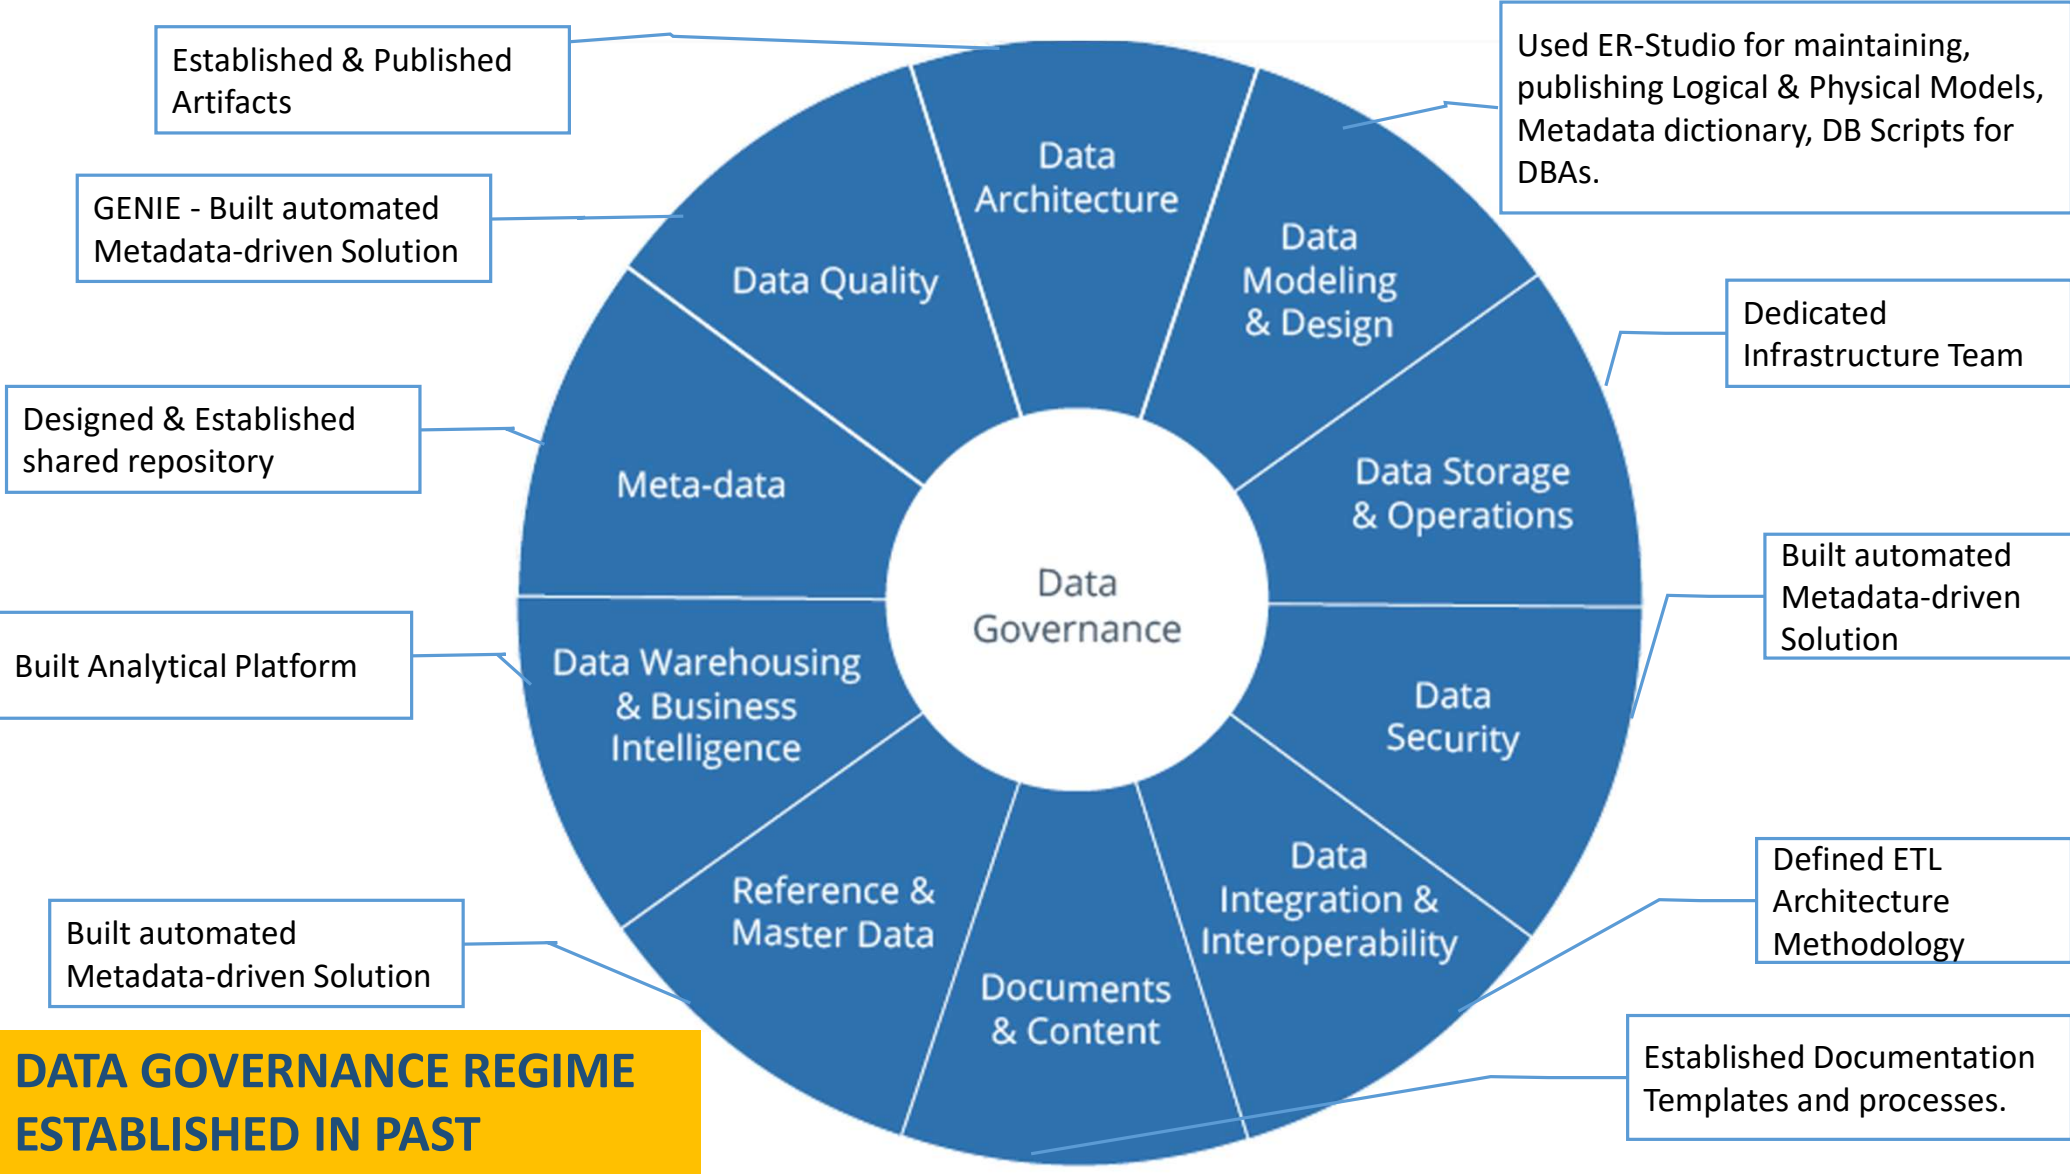 Established & Published
Artifacts
Used ER-Studio for maintaining,
publishing Logical & Physical Models,
Metadata dictionary, DB Scripts for
DBAs.
GENIE - Built automated
Metadata-driven Solution
Dedicated
Infrastructure Team
Designed & Established
shared repository
Built automated
Metadata-driven
Solution
Built Analytical Platform
Defined ETL
Architecture
Methodology
Built automated
Metadata-driven Solution
Established Documentation
Templates and processes.
Data
Architecture
Data
Modeling
& Design
Data Storage
& Operations
Data
Security
Data
Integration &
Interoperability
Documents
& Content
Reference &
Master Data
Data Warehousing
& Business
Intelligence
Meta-data
Data Quality
Data
Governance
DATA GOVERNANCE REGIME
ESTABLISHED IN PAST